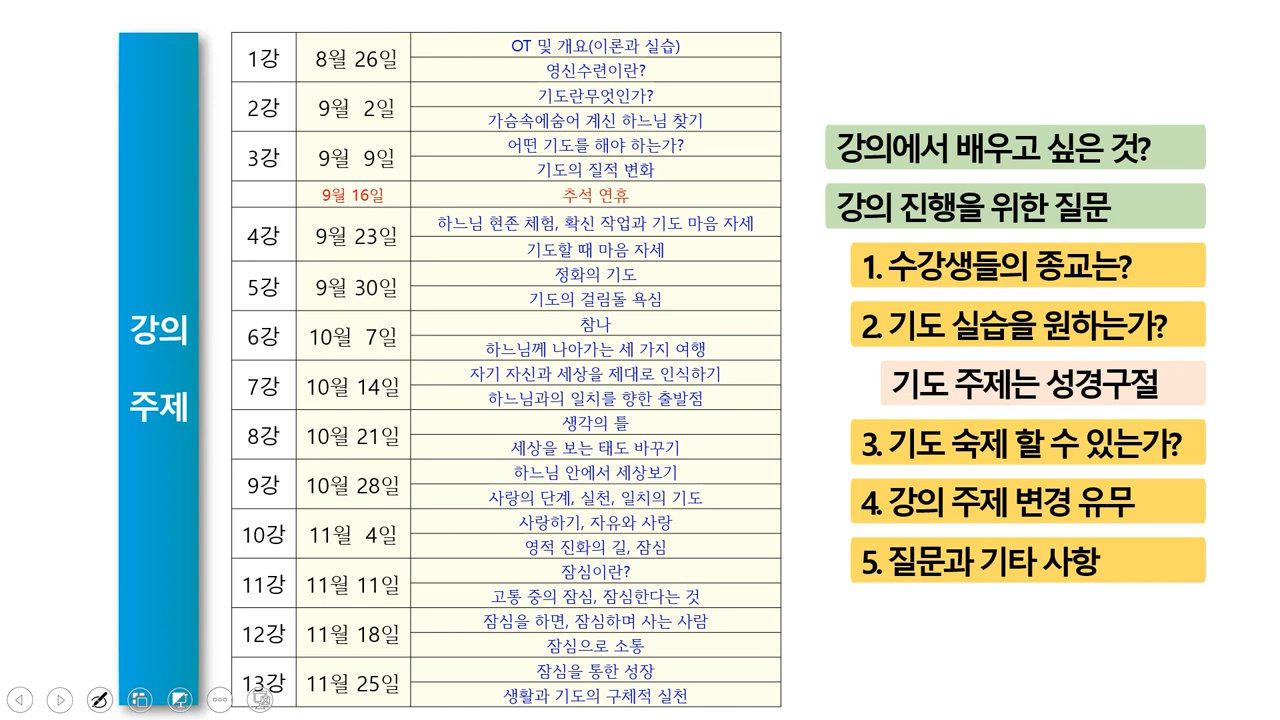 강의
주제
1강 8월 26일 OT 및 개요(이론과 실습)
영신수련이란?
2강 9월 2일 기도란무엇인가?
가슴속에숨어 계신 하느님 찾기
3강 9월 9일 어떤 기도를 해야 하는가?
기도의 질적 변화
9월 16일 추석 연휴
4강 9월 23일 하느님 현존 체험, 확신 작업과 기도 마음 자세
기도할 때 마음 자세
5강 9월 30일 정화의 기도
기도의 걸림돌 욕심
6강 10월 7일 참나
하느님께 나아가는 세 가지 여행
7강 10월 14일 자기 자신과 세상을 제대로 인식하기
하느님과의 일치를 향한 출발점
8강 10월 21일 생각의 틀
세상을 보는 태도 바꾸기
9강 10월 28일 하느님 안에서 세상보기
사랑의 단계, 실천, 일치의 기도
10강 11월 4일 사랑하기, 자유와 사랑
영적 진화의 길, 잠심
11강 11월 11일 잠심이란?
고통 중의 잠심, 잠심한다는 것
12강 11월 18일 잠심을 하면, 잠심하며 사는 사람
잠심으로 소통
13강 11월 25일 잠심을 통한 성장
생활과 기도의 구체적 실천
강의에서 배우고 싶은 것?
강의 진행을 위한 질문
1. 수강생들의 종교는?
2. 기도 실습을 원하는가?
기도 주제는 성경구절
3. 기도 숙제 할 수 있는가?
4. 강의 주제 변경 유무
5. 질문과 기타 사항